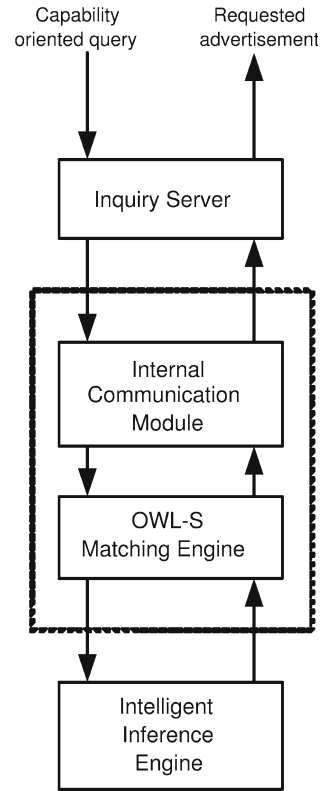 Capability
oriented query
Requested
advertisement
Inquiry Server
Internal
Communication
Module
OWL-S
Matching Engine
Intelligent
Inference
Engine